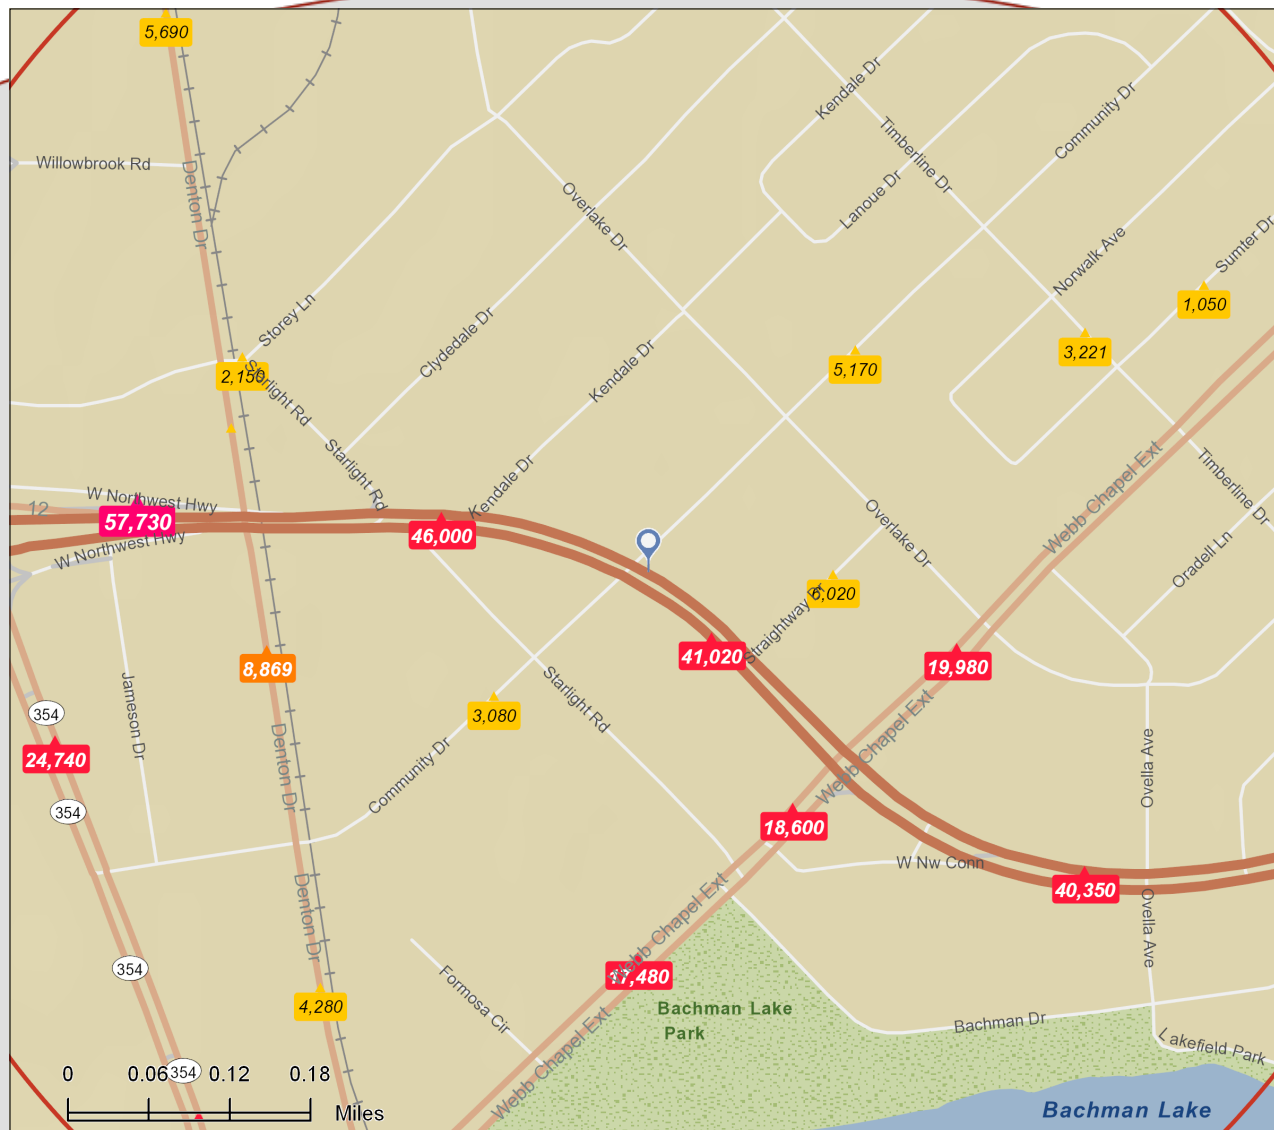 5,690
Willowbrook Rd
Denton Dr
Kendale Dr
Timberline Dr
Community Dr
Overlake Dr
Lanoue Dr
Norwalk Ave
Sumter Dr
1,050
Storey Ln
Clydedale Dr
Kendale Dr
3,221
5,170
2,150
Starlight Rd
Starlight Rd
Kendale Dr
Webb Chapel Ext
Timberline Dr
W Northwest Hwy
12
57,730
46,000
W Northwest Hwy
Overlake Dr
Oradell Ln
6,020
Straightway Dr
41,020
19,980
8,869
Jameson Dr
354
3,080
Starlight Rd
24,740
Denton Dr
Community Dr
Webb Chapel Ext
Ovella Ave
354
18,600
W Nw Conn
40,350
Denton Dr
Webb Chapel Ext
Ovella Ave
354
17,480
Formosa Cir
4,280
Bachman Lake
Park
Bachman Dr
Lakefield Park
Webb Chapel Ext
0 0.06 354 0.12 0.18
Miles
Bachman Lake